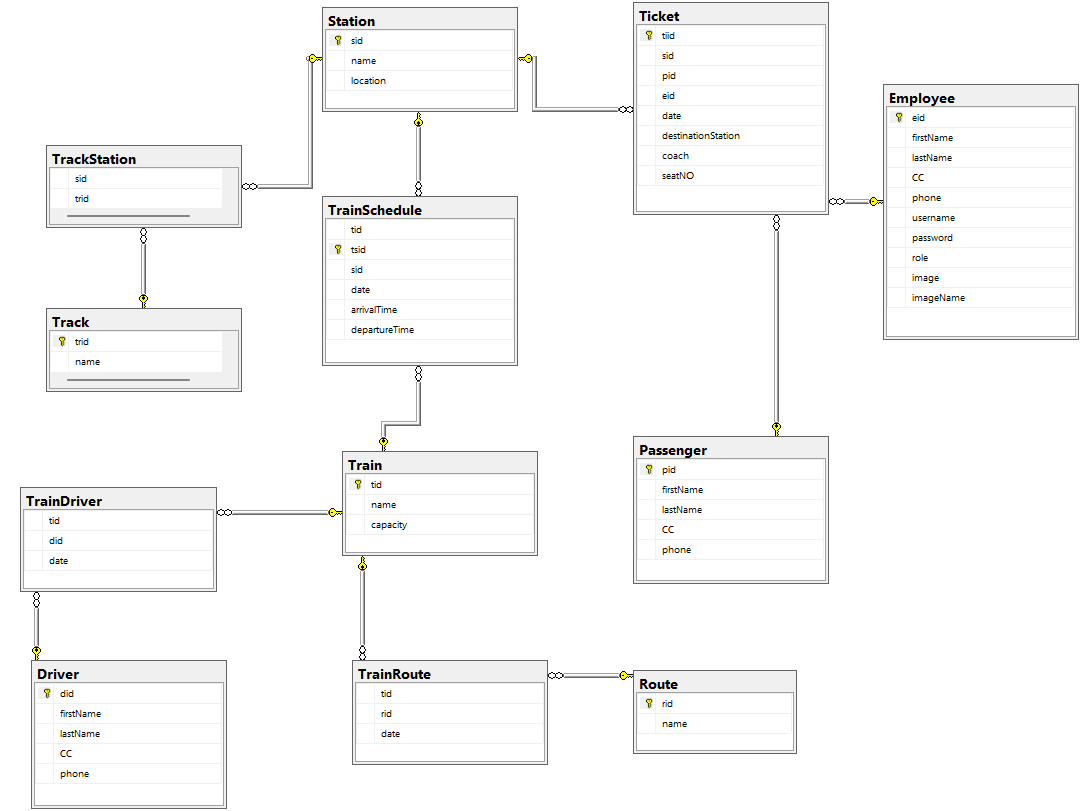 Station
sid
name
location
Ticket
tiid
sid
pid
eid
date
destinationStation
coach
seatNO
Employee
eid
firstName
lastName
CC
phone
username
password
role
image
imageName
TrackStation
sid
trid
TrainSchedule
tid
tsid
sid
date
arrivalTime
departureTime
Track
trid
name
Passenger
pid
firstName
lastName
CC
phone
Train
tid
name
capacity
TrainDriver
tid
did
date
Driver
did
firstName
lastName
CC
phone
TrainRoute
tid
rid
date
Route
rid
name